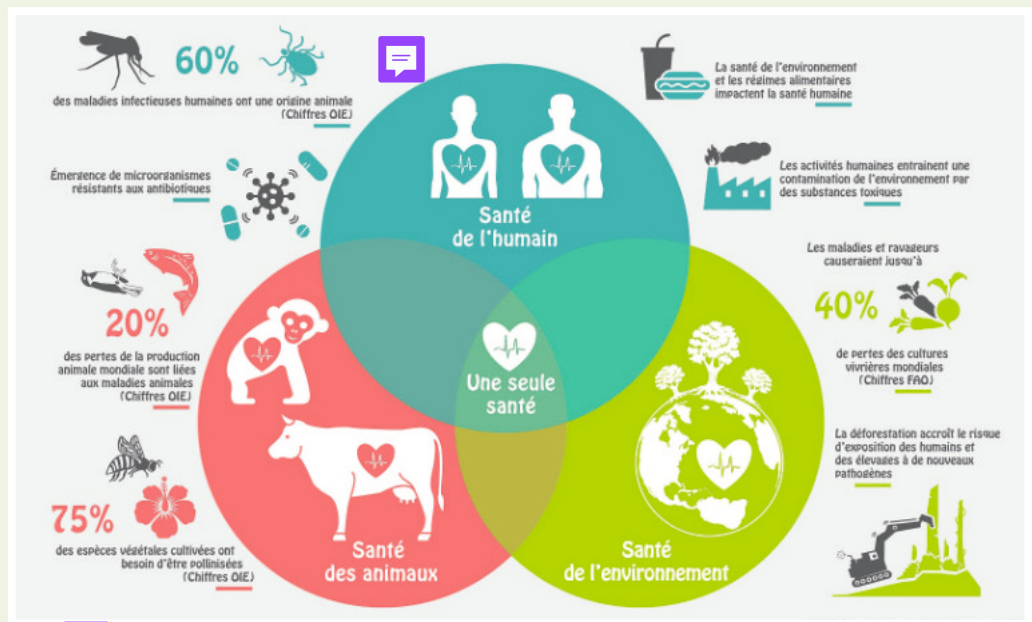 60%
des maladies infectieuses humaines ont une origine animale
(Chiffres OIE)
Émergence de microorganismes
résistants aux antibiotiques
20%
des pertes de la production
animale mondiale sont liées
aux maladies animales
(Chiffres OIE)
75%
des espèces végétales cultivées ont
besoin d'être pollinisées
(Chiffres OIE)
Santé
de l'humain
Une seule
santé
Santé
des animaux
Santé
de l'environnement
La santé de l'environnement
et les régimes alimentaires
impactent la santé humaine
Les activités humaines entrainent une
contamination de l'environnement par
des substances toxiques
Les maladies et ravageurs
causeraient jusqu'à
40%
de pertes des cultures
vivrières mondiales
(Chiffres FAO)
La déforestation accroît le risque
d'exposition des humains et
des élevages à de nouveaux
pathogènes